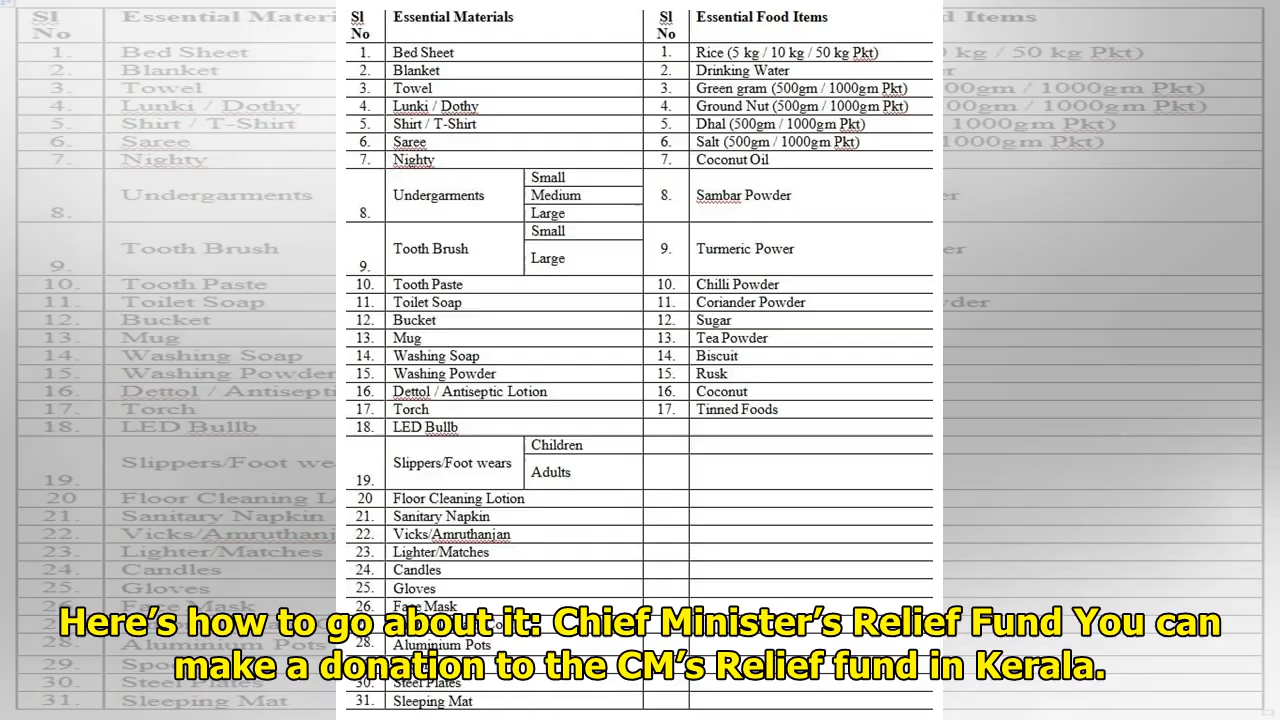 Sl No Essential Materials Sl No Essential Food Items
1. Bed Sheet 1. Rice (5 kg / 10 kg / 50 kg Pkt)
2. Blanket 2. Drinking Water
3. Towel 3. Green gram (500gm / 1000gm Pkt)
4. Lunki / Dothy 4. Ground Nut (500gm / 1000gm Pkt)
5. Shirt / T-Shirt 5. Dhal (500gm / 1000gm Pkt)
6. Saree 6. Salt (500gm / 1000gm Pkt)
7. Nighty 7. Coconut Oil
8. Undergarments Small Medium Large 8. Sambar Powder
9. Tooth Brush Small Large 9. Turmeric Power
10. Tooth Paste 10. Chilli Powder
11. Toilet Soap 11. Coriander Powder
12. Bucket 12. Sugar
13. Mug 13. Tea Powder
14. Washing Soap 14. Biscuit
15. Washing Powder 15. Rusk
16. Dettol / Antiseptic Lotion 16. Coconut
17. Torch 17. Tinned Foods
18. LED Bullb
19. Slippers/Foot wears Children Adults
20 Floor Cleaning Lotion
21. Sanitary Napkin
22. Vicks/Amruthanjan
23. Lighter/Matches
24. Candles
25. Gloves
26. Face Mask
28. Aluminium Pots
30. Steel Plates
31. Sleeping Mat
Here's how to go about it: Chief Minister's Relief Fund You can
make a donation to the CM's Relief fund in Kerala.